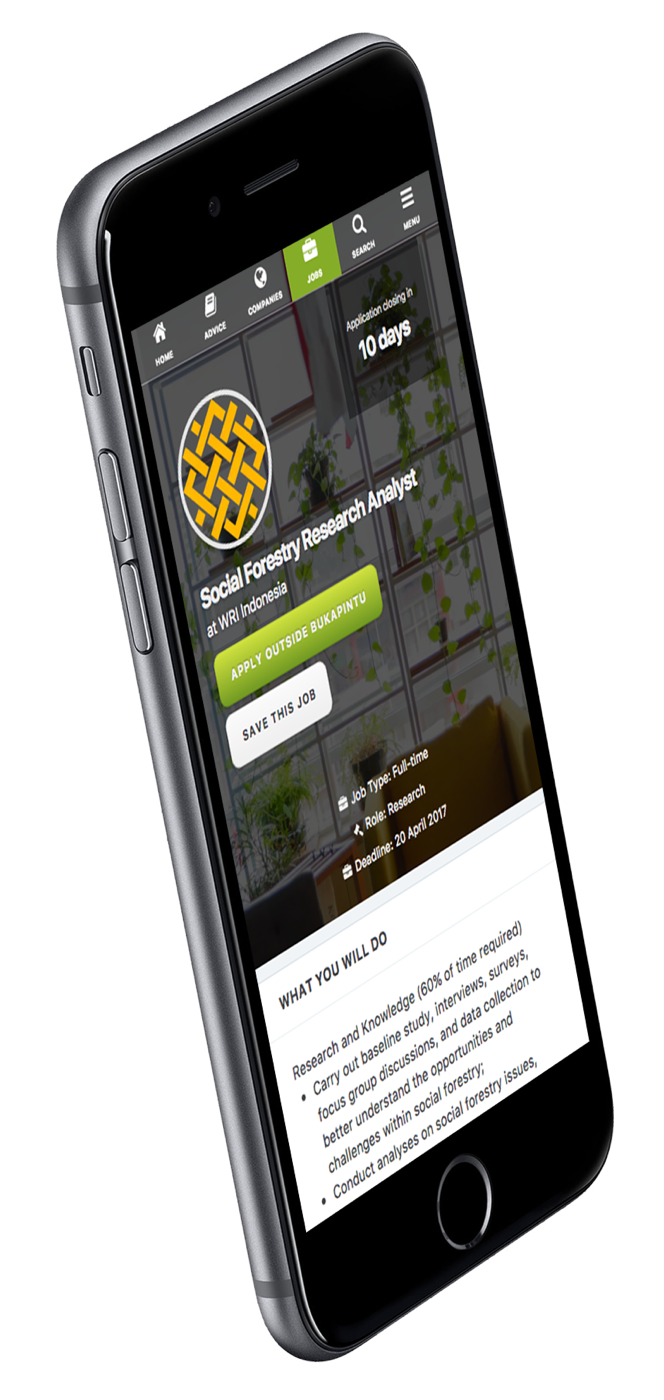 HOME
ADVICE
COMPANIES
JOBS
SEARCH
MENU
Application closing in
10 days
Social Forestry Research Analyst
at WRI Indonesia
APPLY OUTSIDE BUKAPINTU
SAVE THIS JOB
Job Type: Full-time
Role: Research
Deadline: 20 April 2017
WHAT YOU WILL DO
Research and Knowledge (60% of time required)
• Carry out baseline study, interviews, surveys,
focus group discussions, and data collection to
better understand the opportunities and
challenges within social forestry;
• Conduct analyses on social forestry issues,